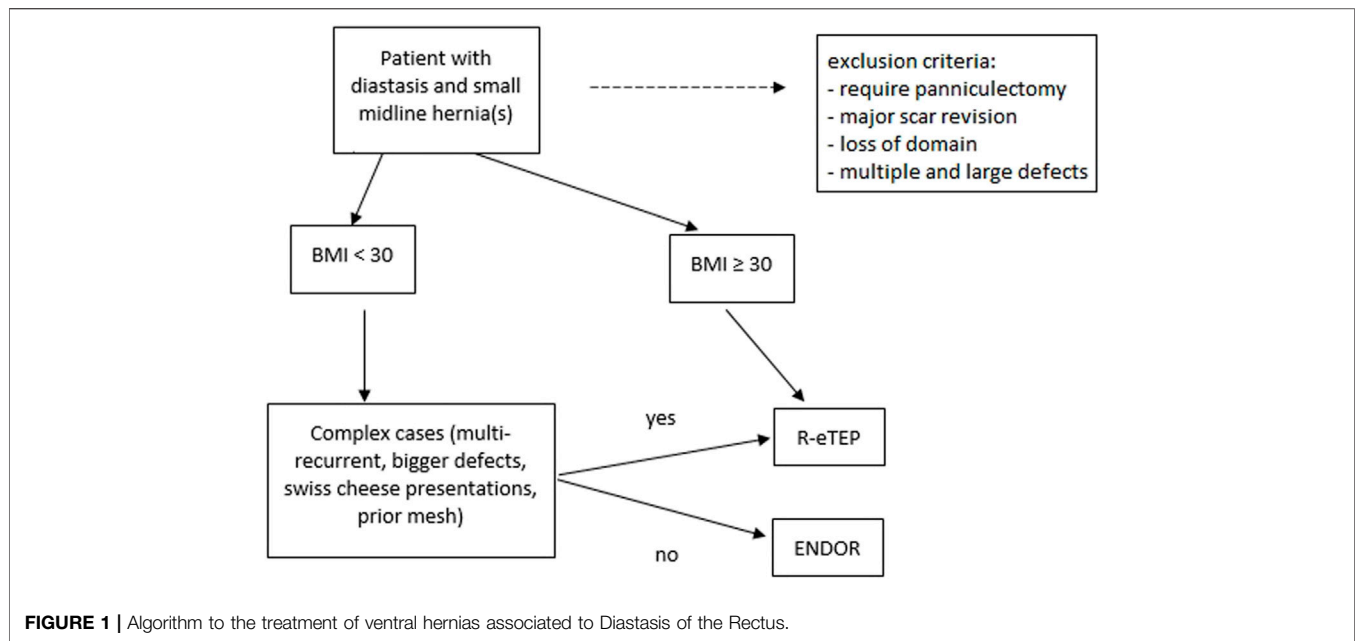 Patient with
diastasis and small
midline hernia(s)
exclusion criteria:
- require panniculectomy
- major scar revision
- loss of domain
- multiple and large defects
BMI < 30
BMI ≥ 30
Complex cases (multi-
recurrent, bigger defects,
swiss cheese presentations,
prior mesh)
yes
R-eTEP
no
ENDOR
FIGURE 1 | Algorithm to the treatment of ventral hernias associated to Diastasis of the Rectus.